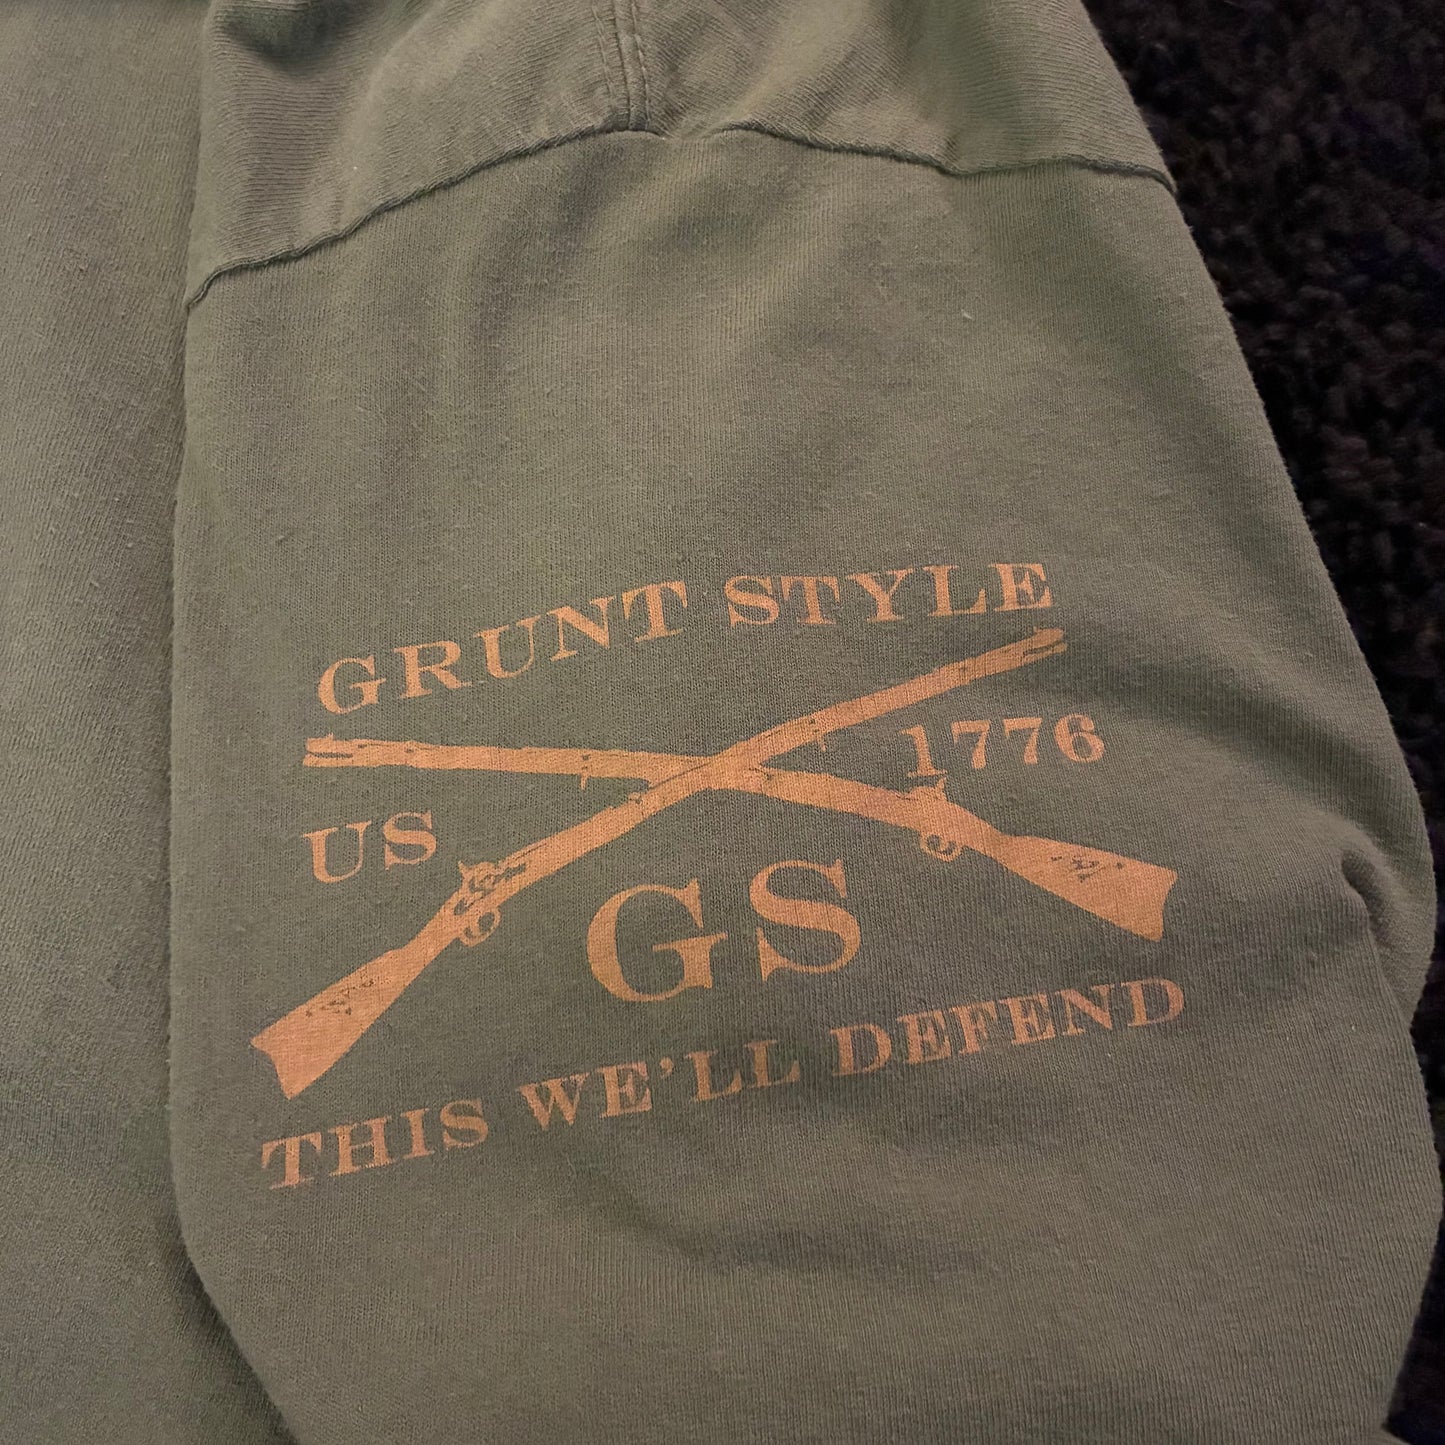 GRUNT STYLE
1776
US
GS
THIS WE'LL DEFEND